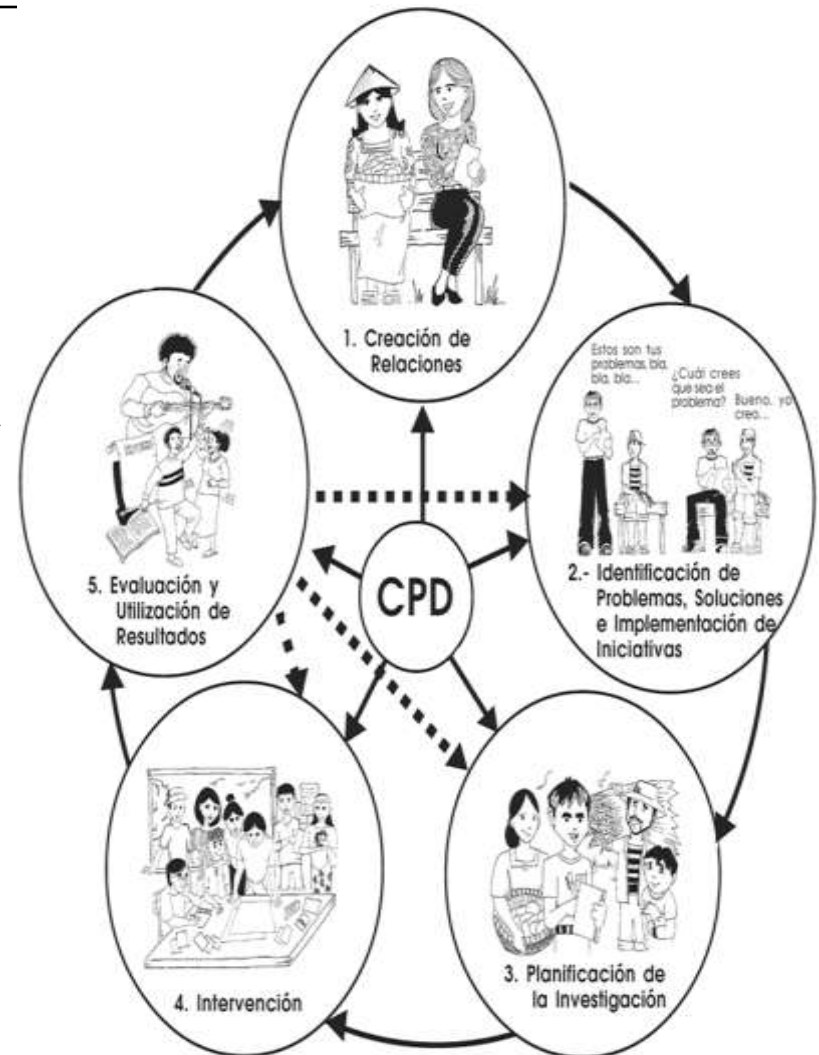 1. Creación de
Relaciones
Estos son tus
problemas, bla,
bla, bla...
¿Cuál crees
que sea el
problema?
Bueno, yo
creo...
2.- Identificación de
Problemas, Soluciones
e Implementación de
Iniciativas
CPD
5. Evaluación y
Utilización de
Resultados
3. Planificación de
la Investigación
4. Intervención